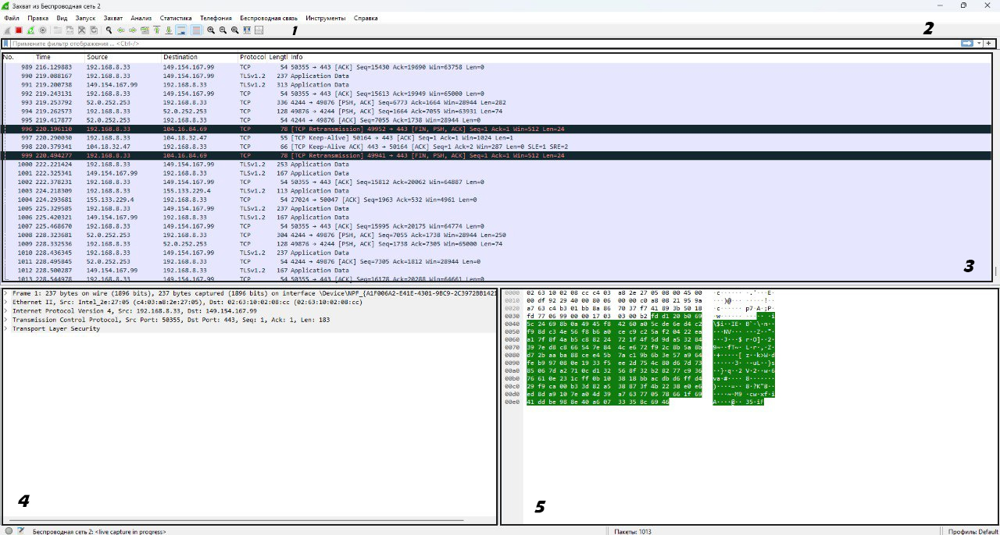 Захват из Беспроводная сеть 2
Файл Правка Вид Запуск Захват Анализ Статистика Телефония Беспроводная связь Инструменты Справка
1
2
Примените фильтр отображения ... <Ctrl-/>
No. Time Source Destination Protocol Lengtl Info
989 216.129883 192.168.8.33 149.154.167.99 TCP 54 50355 → 443 [ACK] Seq=15430 Ack=19690 Win=63758 Len=0
990 219.088167 192.168.8.33 149.154.167.99 TLSv1.2 237 Application Data
991 219.200738 149.154.167.99 192.168.8.33 TLSv1.2 313 Application Data
992 219.243131 192.168.8.33 149.154.167.99 TCP 54 50355 → 443 [ACK] Seq=15613 Ack=19949 Win=65000 Len=0
993 219.253792 52.0.252.253 192.168.8.33 TCP 336 4244 → 49876 [PSH, ACK] Seq=6773 Ack=1664 Win=28944 Len=282
994 219.262573 192.168.8.33 52.0.252.253 TCP 128 49876 → 4244 [PSH, ACK] Seq=1664 Ack=7055 Win=63931 Len=74
995 219.417877 52.0.252.253 192.168.8.33 TCP 54 4244 → 49876 [ACK] Seq=7055 Ack=1738 Win=28944 Len=0
996 220.196110 192.168.8.33 104.16.84.69 TCP 78 [TCP Retransmission] 49952 → 443 [FIN, PSH, ACK] Seq=1 Ack=1 Win=512 Len=24
997 220.290030 192.168.8.33 104.18.32.47 TCP 55 [TCP Keep-Alive] 50164 → 443 [ACK] Seq=1 Ack=1 Win=1024 Len=1
998 220.379341 104.18.32.47 192.168.8.33 TCP 66 [TCP Keep-Alive ACK] 443 → 50164 [ACK] Seq=1 Ack=2 Win=287 Len=0 SLE=1 SRE=2
999 220.494277 192.168.8.33 104.16.84.69 TCP 78 [TCP Retransmission] 49941 → 443 [FIN, PSH, ACK] Seq=1 Ack=1 Win=512 Len=24
1000 222.221424 192.168.8.33 149.154.167.99 TLSv1.2 253 Application Data
1001 222.325341 149.154.167.99 192.168.8.33 TLSv1.2 167 Application Data
1002 222.378231 192.168.8.33 149.154.167.99 TCP 54 50355 → 443 [ACK] Seq=15812 Ack=20062 Win=64887 Len=0
1003 224.218309 192.168.8.33 155.133.229.4 TLSv1.2 113 Application Data
1004 224.293681 155.133.229.4 192.168.8.33 TCP 54 27024 → 50047 [ACK] Seq=1963 Ack=532 Win=4961 Len=0
1005 225.329585 192.168.8.33 149.154.167.99 TLSv1.2 237 Application Data
1006 225.420321 149.154.167.99 192.168.8.33 TLSv1.2 167 Application Data
1007 225.468670 192.168.8.33 149.154.167.99 TCP 54 50355 → 443 [ACK] Seq=15995 Ack=20175 Win=64774 Len=0
1008 228.323681 52.0.252.253 192.168.8.33 TCP 304 4244 → 49876 [PSH, ACK] Seq=7055 Ack=1738 Win=28944 Len=250
1009 228.332536 192.168.8.33 52.0.252.253 TCP 128 49876 → 4244 [PSH, ACK] Seq=1738 Ack=7305 Win=65000 Len=74
1010 228.436345 192.168.8.33 149.154.167.99 TLSv1.2 237 Application Data
1011 228.495845 52.0.252.253 192.168.8.33 TCP 54 4244 → 49876 [ACK] Seq=7305 Ack=1812 Win=28944 Len=0
1012 228.500287 149.154.167.99 192.168.8.33 TLSv1.2 167 Application Data
1013 228.544978 192.168.8.33 149.154.167.99 TCP 54 50355 → 443 [ACK] Seq=16178 Ack=20288 Win=64661 Len=0
3
Frame 1: 237 bytes on wire (1896 bits), 237 bytes captured (1896 bits) on interface \Device\NPF_{A1F006A2-E41E-4301-9BC9-2C3972BB1421
Ethernet II, Src: Intel_2e:27:05 (c4:03:a8:2e:27:05), Dst: 02:63:10:02:08:cc (02:63:10:02:08:cc)
Internet Protocol Version 4, Src: 192.168.8.33, Dst: 149.154.167.99
Transmission Control Protocol, Src Port: 50355, Dst Port: 443, Seq: 1, Ack: 1, Len: 183
Transport Layer Security
4
0000 02 63 10 02 08 cc c4 03 a8 2e 27 05 08 00 45 00 ·c······ ·.'···E·
0010 00 df 92 29 40 00 80 06 00 00 c0 a8 08 21 95 9a ···)@··· ·····!··
0020 a7 63 c4 b3 01 bb 8a 86 70 37 f7 41 89 3b 50 18 ·c······ p7·A·;P·
0030 fd 77 06 99 00 00 17 03 03 00 b2 fd d1 20 b0 69 ·w······ ····· ·i
0040 5c 24 69 8b 0a 49 45 f8 42 60 a0 5c de 6e d4 c2 \$i··IE· B`·\·n··
0050 f9 8d c3 4e 56 f8 b6 a0 ce c9 c2 5a f2 04 22 ea ···NV··· ···Z··"·
0060 a1 7f 8f 4a b5 c8 82 24 72 1f 4f 5d 9d a5 32 84 ···J···$ r·O]··2·
0070 39 7e d8 c8 66 54 7e 84 4c e6 72 f9 2c 8b 5a 8b 9~··fT~· L·r·,·Z·
0080 d7 2b aa ba 88 ce e4 5b 7a c1 9b 6b 3e 57 a9 64 ·+·····[ z··k>W·d
0090 fe b9 97 08 0e 19 33 f5 ee 2d 75 4c 80 d6 7d 73 ······3· ·-uL··}s
00a0 85 06 7d a2 71 0c d1 32 56 8f 32 b2 82 77 c9 36 ··}·q··2 V·2··w·6
00b0 76 61 0e 23 1c ff 0b 10 38 18 bb ac db d6 ff d4 va·#···· 8·······
00c0 29 f9 ca 00 b3 3d 82 a5 38 87 3f 4b 22 38 e0 e6 )····=·· 8·?K"8··
00d0 ed 8d a9 10 7e a0 4d 39 a7 63 77 05 78 66 1f 69 ····~·M9 ·cw·xf·i
00e0 41 dd be 98 8e 40 a6 07 33 35 8c 69 46 A····@·· 35·iF
5
Беспроводная сеть 2: <live capture in progress> Пакеты: 1013 Профиль: Default